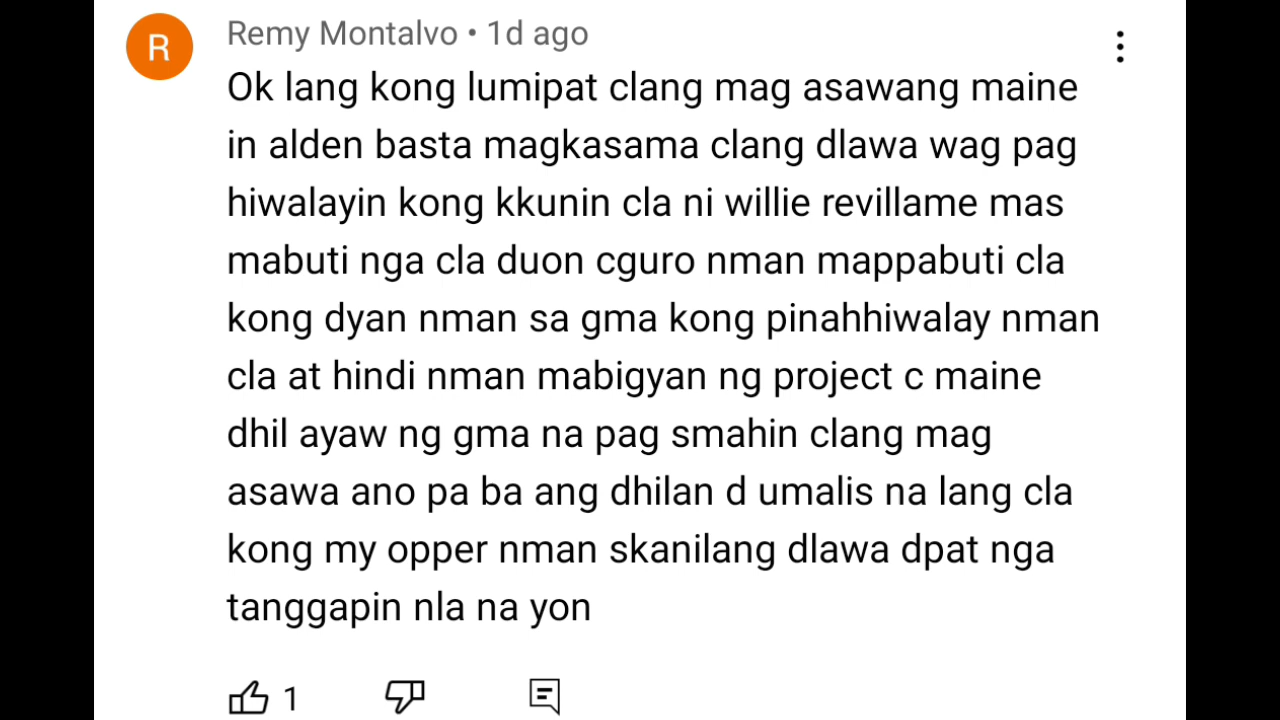 R
Remy Montalvo • 1d ago
Ok lang kong lumipat clang mag asawang maine
in alden basta magkasama clang dlawa wag pag
hiwalayin kong kkunin cla ni willie revillame mas
mabuti nga cla duon cguro nman mappabuti cla
kong dyan nman sa gma kong pinahhiwalay nman
cla at hindi nman mabigyan ng project c maine
dhil ayaw ng gma na pag smahin clang mag
asawa ano pa ba ang dhilan d umalis na lang cla
kong my opper nman skanilang dlawa dpat nga
tanggapin nla na yon
1